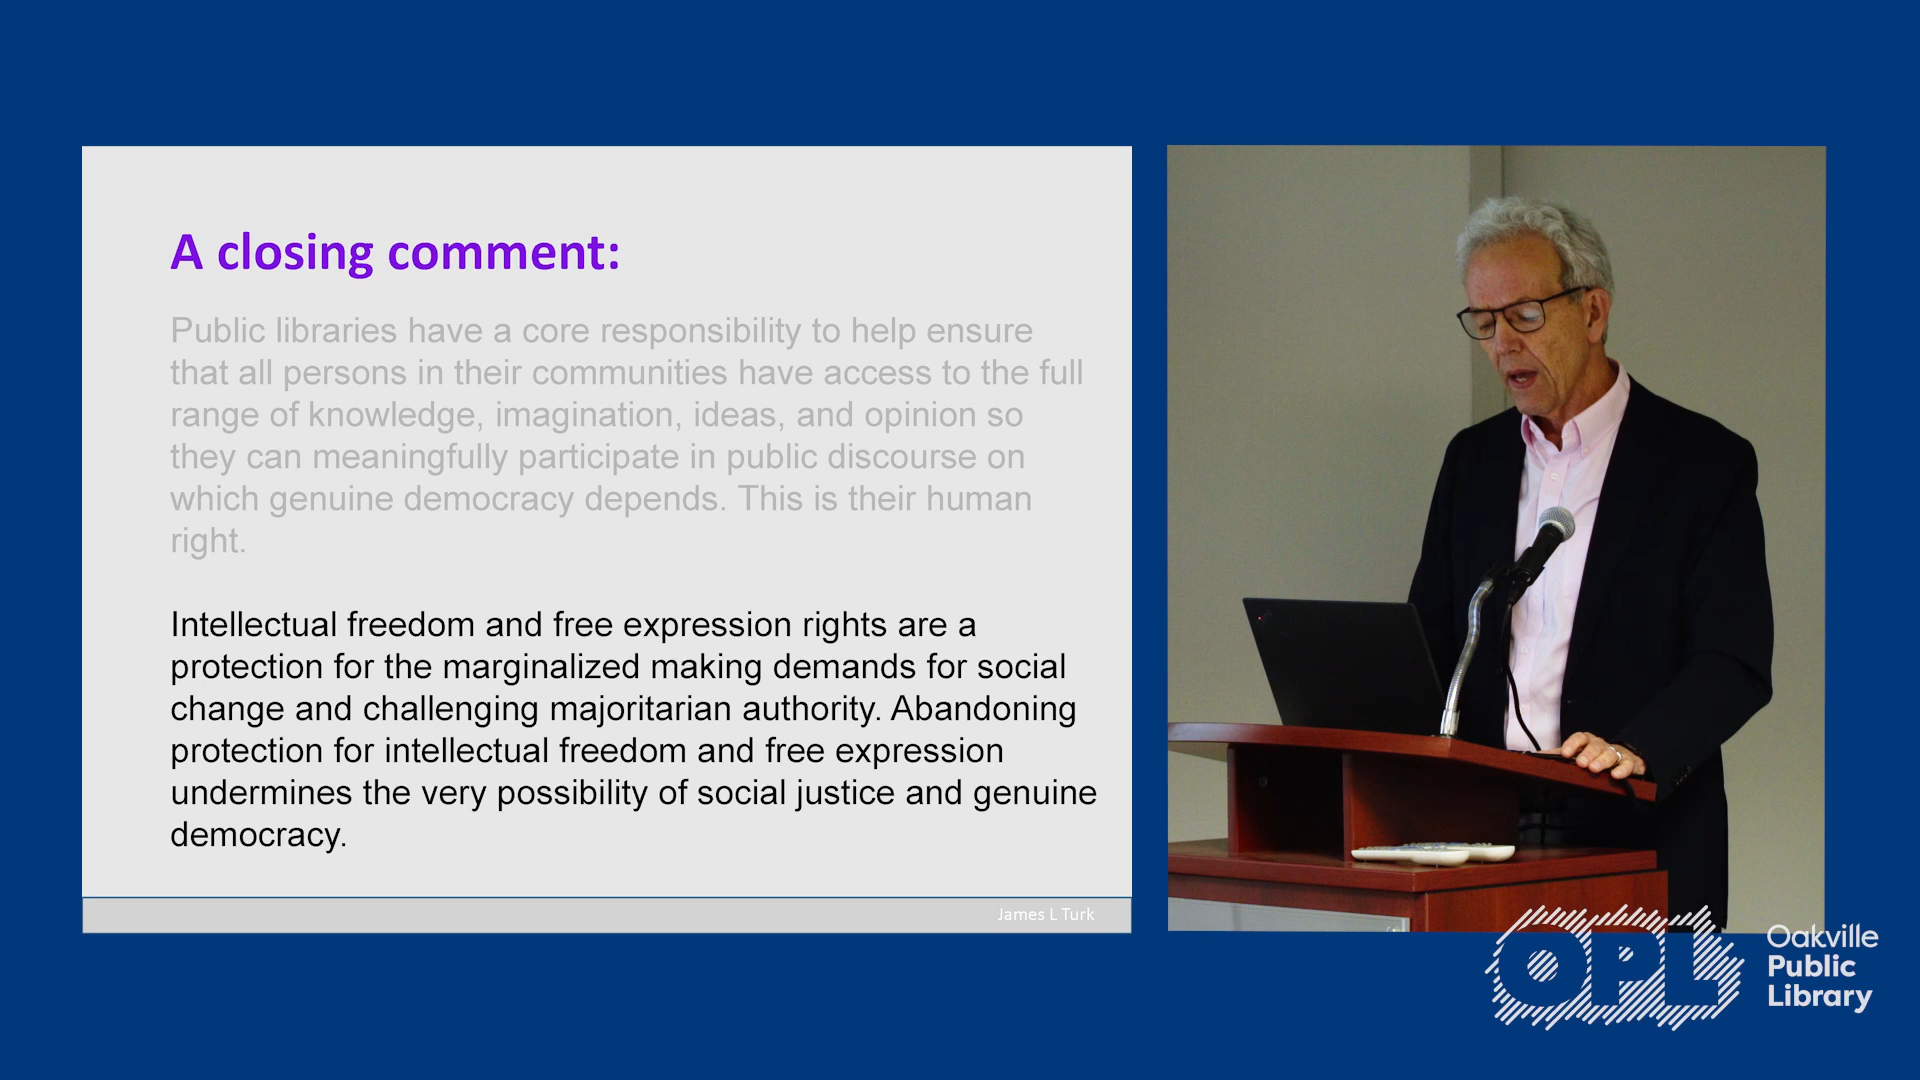 A closing comment:
Public libraries have a core responsibility to help ensure
that all persons in their communities have access to the full
range of knowledge, imagination, ideas, and opinion so
they can meaningfully participate in public discourse on
which genuine democracy depends. This is their human
right.
Intellectual freedom and free expression rights are a
protection for the marginalized making demands for social
change and challenging majoritarian authority. Abandoning
protection for intellectual freedom and free expression
undermines the very possibility of social justice and genuine
democracy.
James L Turk
OPL
Oakville
Public
Library